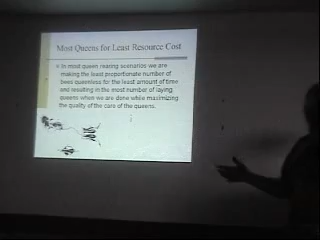 Most Queens for Least Resource Cost
In most queen rearing scenarios we are
making the least proportionate number of
bees queenless for the least amount of time
and resulting in the most number of laying
queens when we are done while maximizing
the quality of the care of the queens.